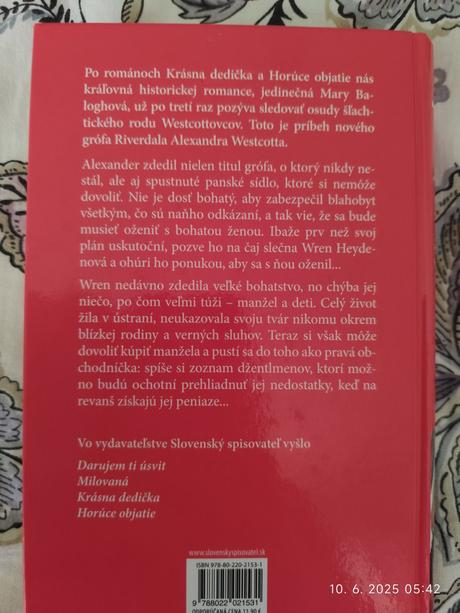 Po románoch Krásna dedička a Horúce objatie nás
kráľovná historickej romance, jedinečná Mary Ba-
loghová, už po tretí raz pozýva sledovať osudy šľach-
tického rodu Westcottovcov. Toto je príbeh nového
grófa Riverdala Alexandra Westcotta.
Alexander zdedil nielen titul grófa, o ktorý nikdy ne-
stál, ale aj spustnuté panské sídlo, ktoré si nemôže
dovoliť. Nie je dosť bohatý, aby zabezpečil blahobyt
všetkým, čo sú naňho odkázaní, a tak vie, že sa bude
musieť oženiť s bohatou ženou. Ibaže prv než svoj
plán uskutoční, pozve ho na čaj slečna Wren Heyde-
nová a ohúri ho ponukou, aby sa s ňou oženil...
Wren nedávno zdedila veľké bohatstvo, no chýba jej
niečo, po čom veľmi túži – manžel a deti. Celý život
žila v ústraní, neukazovala svoju tvár nikomu okrem
blízkej rodiny a verných sluhov. Teraz si však môže
dovoliť kúpiť manžela a pustí sa do toho ako pravá ob-
chodníčka: spíše si zoznam džentlmenov, ktorí mož-
no budú ochotní prehliadnuť jej nedostatky, keď na
revanš získajú jej peniaze...
Vo vydavateľstve Slovenský spisovateľ vyšlo
Darujem ti úsvit
Milovaná
Krásna dedička
Horúce objatie
www.slovenskyspisovatel.sk
ISBN 978-80-220-2153-1
9 788022 021531
ODPORÚČANÁ CENA 11,90 €
10. 6. 2025 05:42